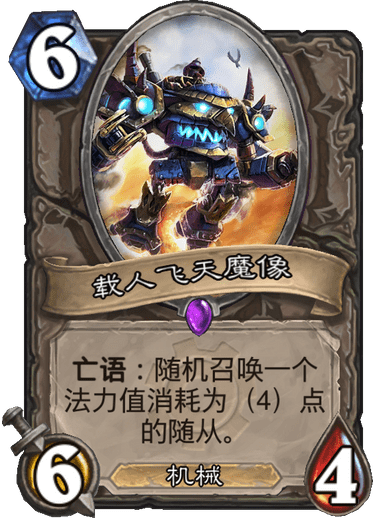 6
载人飞天魔像
亡语：随机召唤一个
法力值消耗为（4）点
的随从。
6
机械
4